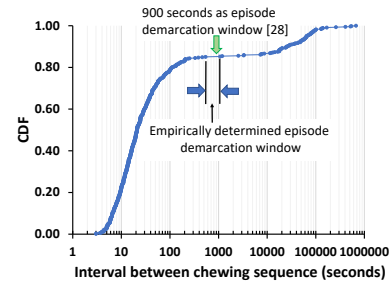 900 seconds as episode
demarcation window [28]
1.00
0.80
0.60
0.40
0.20
0.00
CDF
Empirically determined episode
demarcation window
1 10 100 1000 10000 100000 1000000
Interval between chewing sequence (seconds)